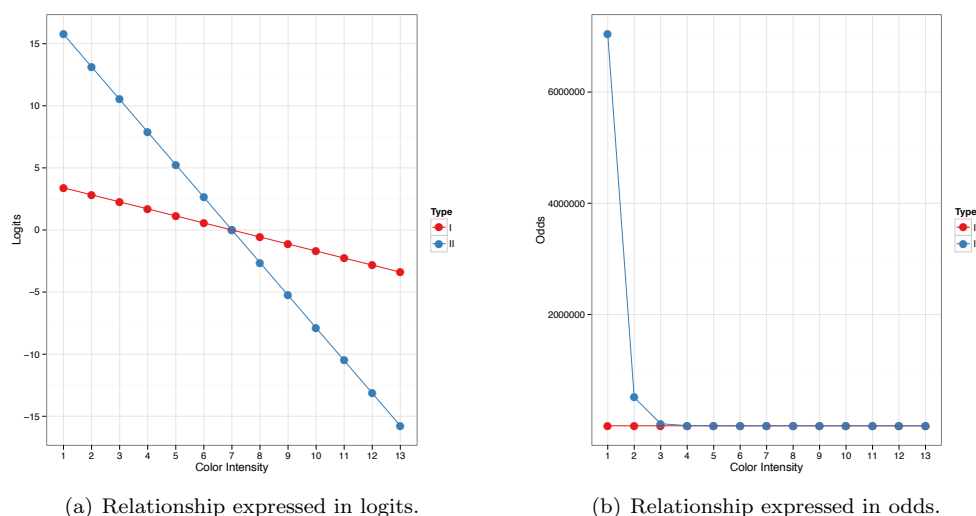 15
10
5
0
−5
−10
−15
Logits
1 2 3 4 5 6 7 8 9 10 11 12 13
Color Intensity
Type
I
II
(a) Relationship expressed in logits.
6000000
4000000
2000000
Odds
1 2 3 4 5 6 7 8 9 10 11 12 13
Color Intensity
Type
I
(b) Relationship expressed in odds.